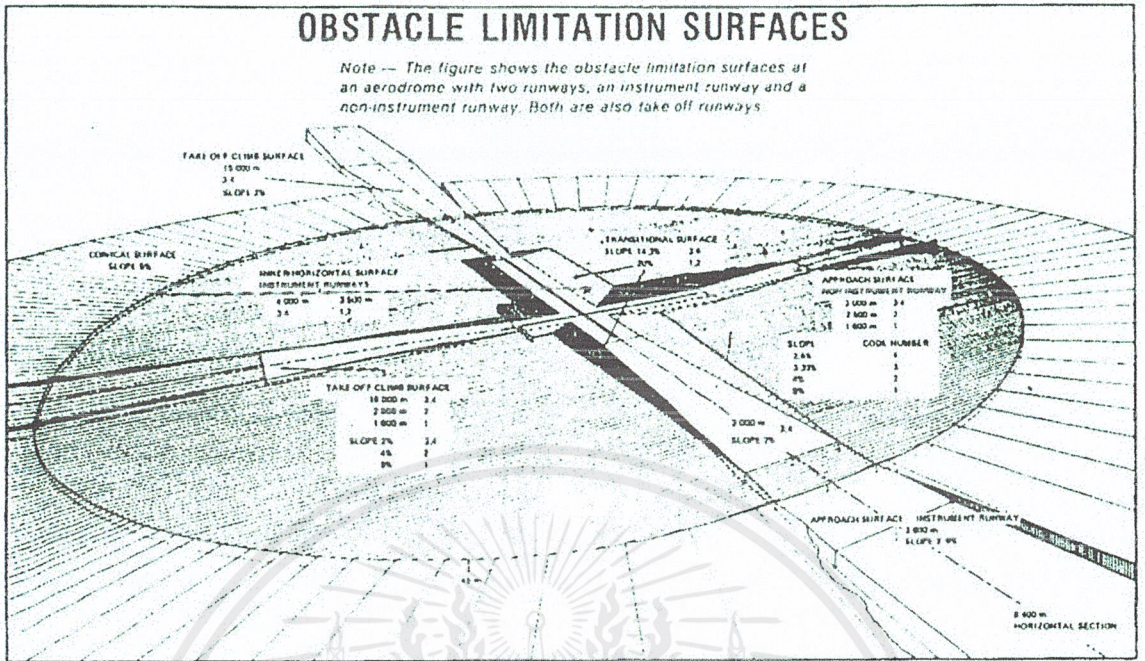 OBSTACLE LIMITATION SURFACES
Note — The figure shows the obstacle limitation surfaces at
an aerodrome with two runways, an instrument runway and a
non-instrument runway. Both are also take off runways.
TAKE OFF CLIMB SURFACE
15 000 m
3.4
SLOPE 2%
CONICAL SURFACE
SLOPE 5%
INNER HORIZONTAL SURFACE
INSTRUMENT RUNWAYS
4 000 m 3 500 m
3.4 1.2
TRANSITIONAL SURFACE
SLOPE 14.3% 3.4
20% 1.2
APPROACH SURFACE
NON INSTRUMENT RUNWAY
3 000 m 3.4
2 500 m 2
1 600 m 1
SLOPE CODE NUMBER
2.5% 4
3.33% 3
4% 2
5% 1
TAKE OFF CLIMB SURFACE
3.4
2 500 m 2
1 600 m 1
SLOPE 2% 3.4
4% 2
5% 1
3 000 m 3.4
SLOPE 2%
APPROACH SURFACE INSTRUMENT RUNWAY
SLOPE
8 400 m
HORIZONTAL SECTION